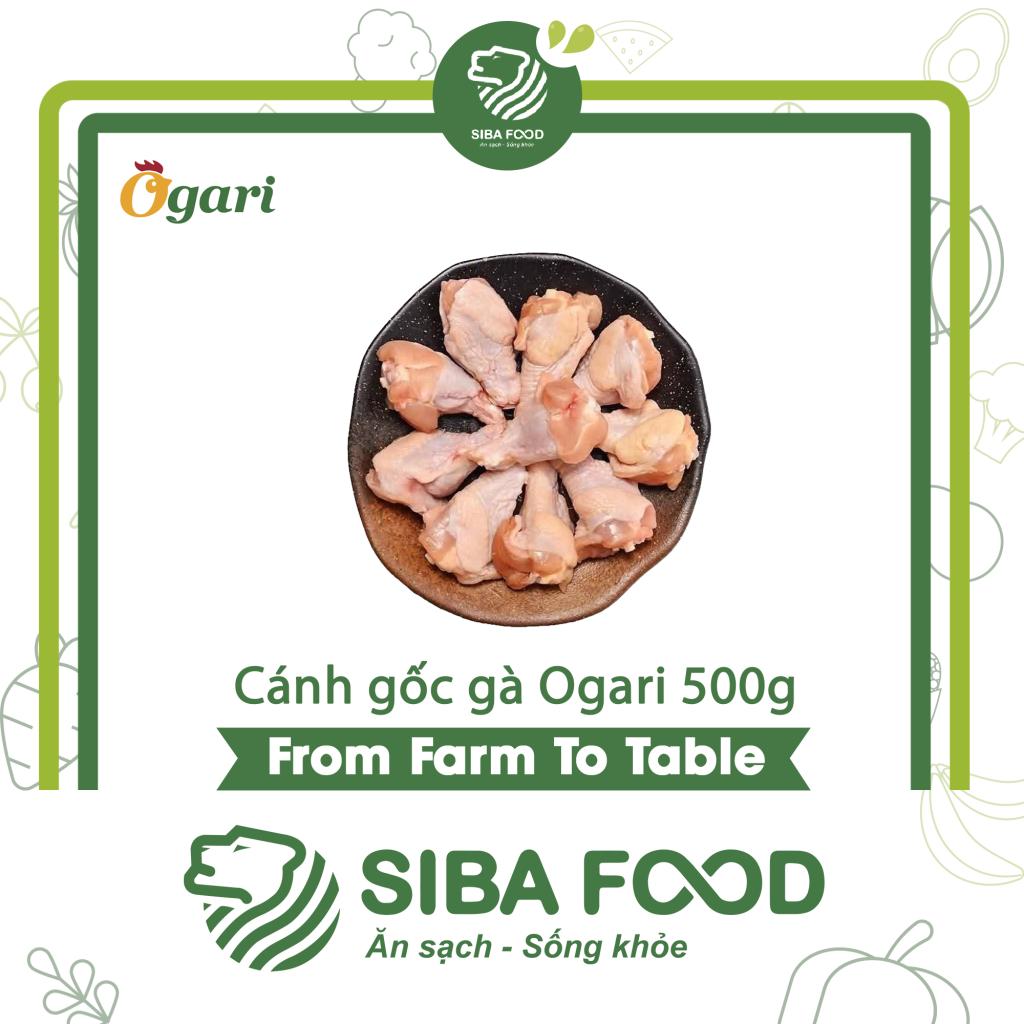 SIBA FOOD
Ăn sạch - Sống khỏe
Ogari
Cánh gốc gà Ogari 500g
From Farm To Table
SIBA FOOD
Ăn sạch - Sống khỏe